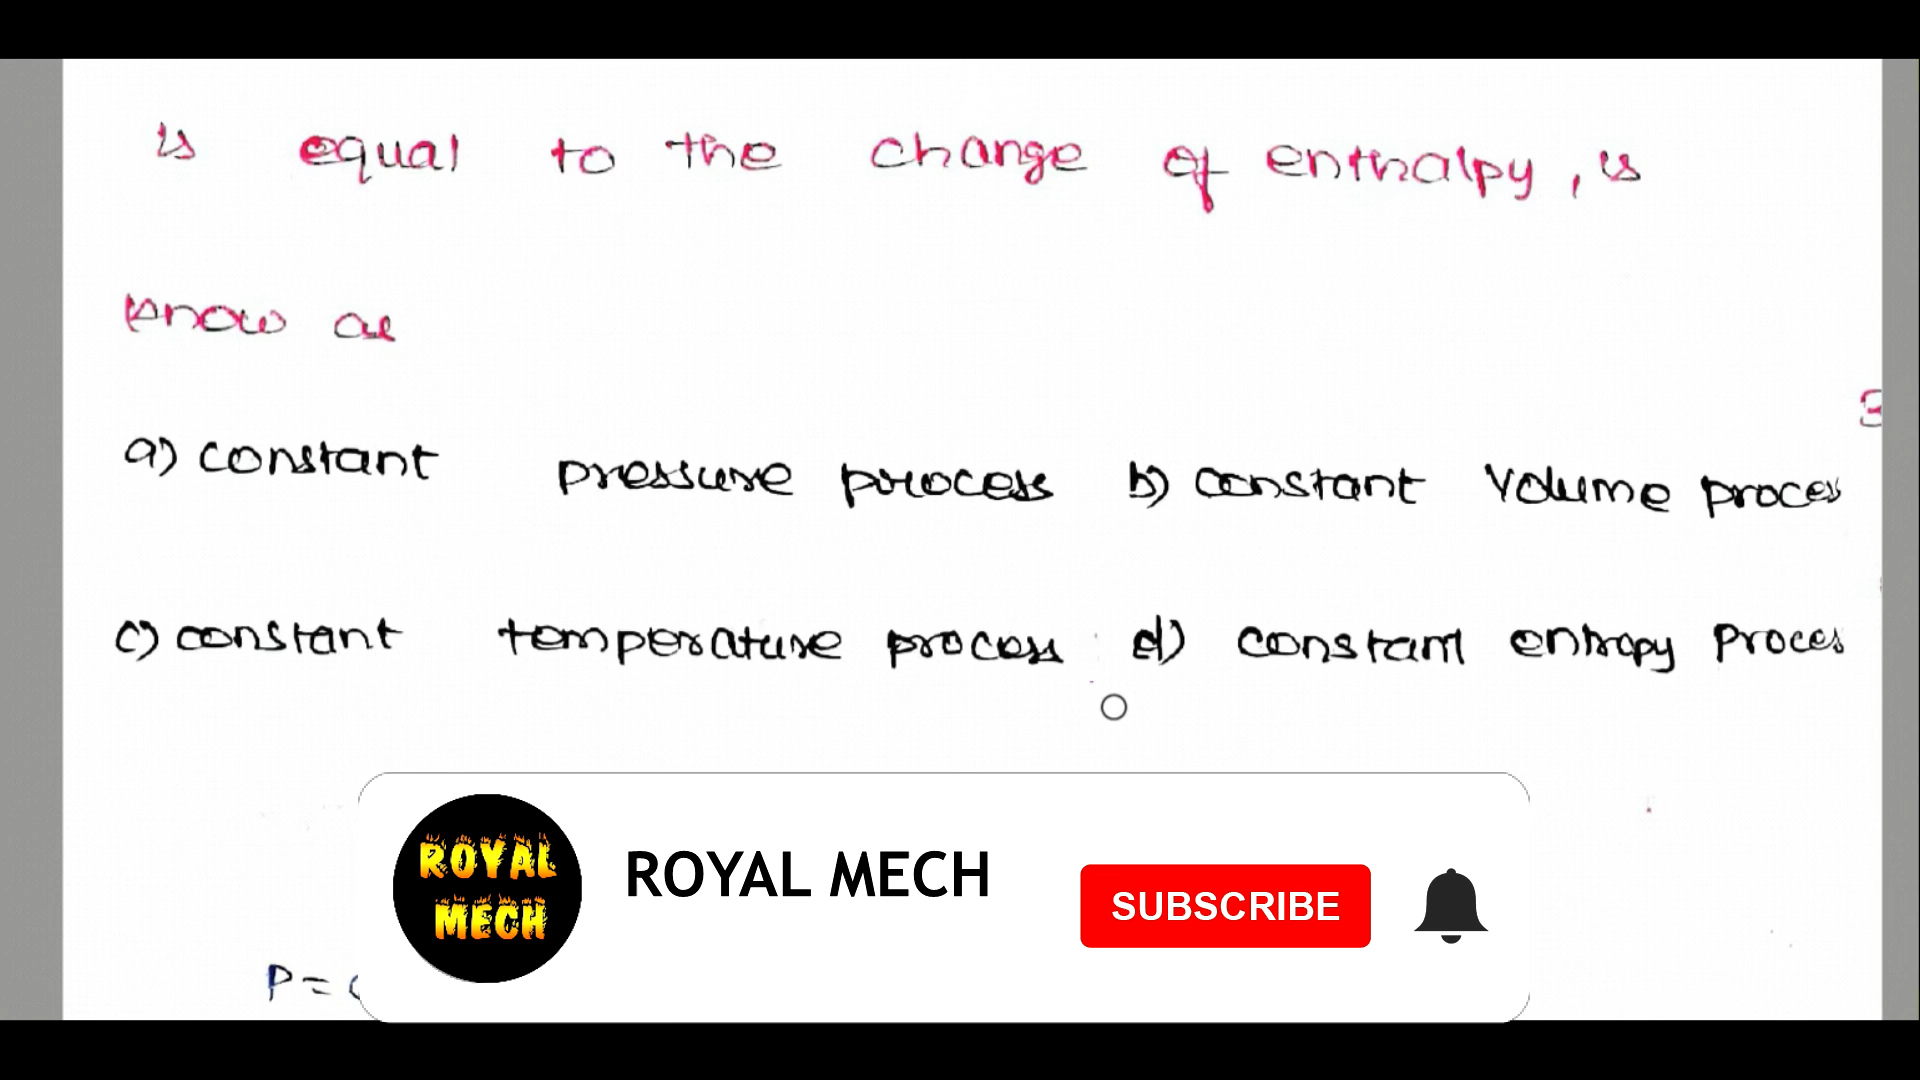 is equal to the change of enthalpy, is
know as
a) constant pressure process b) constant volume proces
c) constant temperature process d) constant entropy proces
ROYAL MECH
ROYAL MECH
SUBSCRIBE
P =